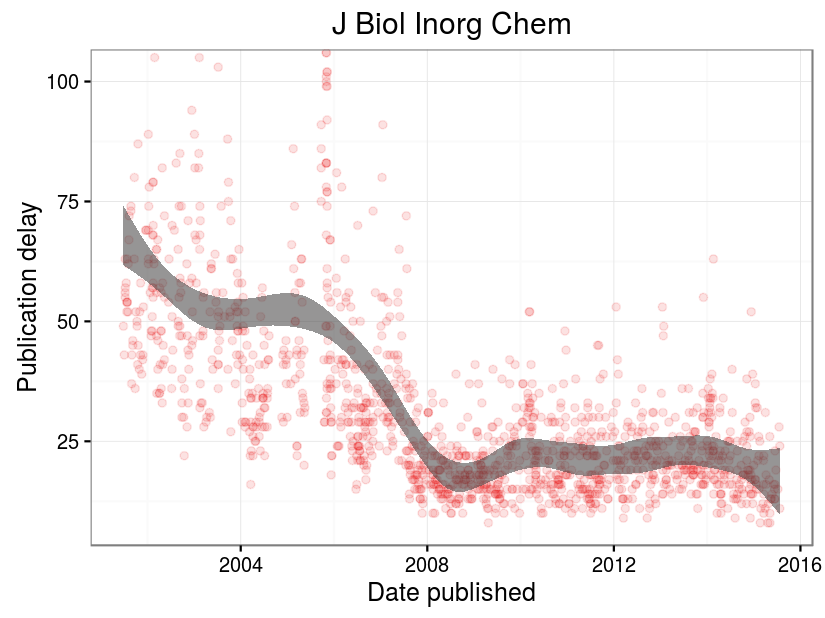 J Biol Inorg Chem
Publication delay
100
75
50
25
2004
2008
2012
2016
Date published